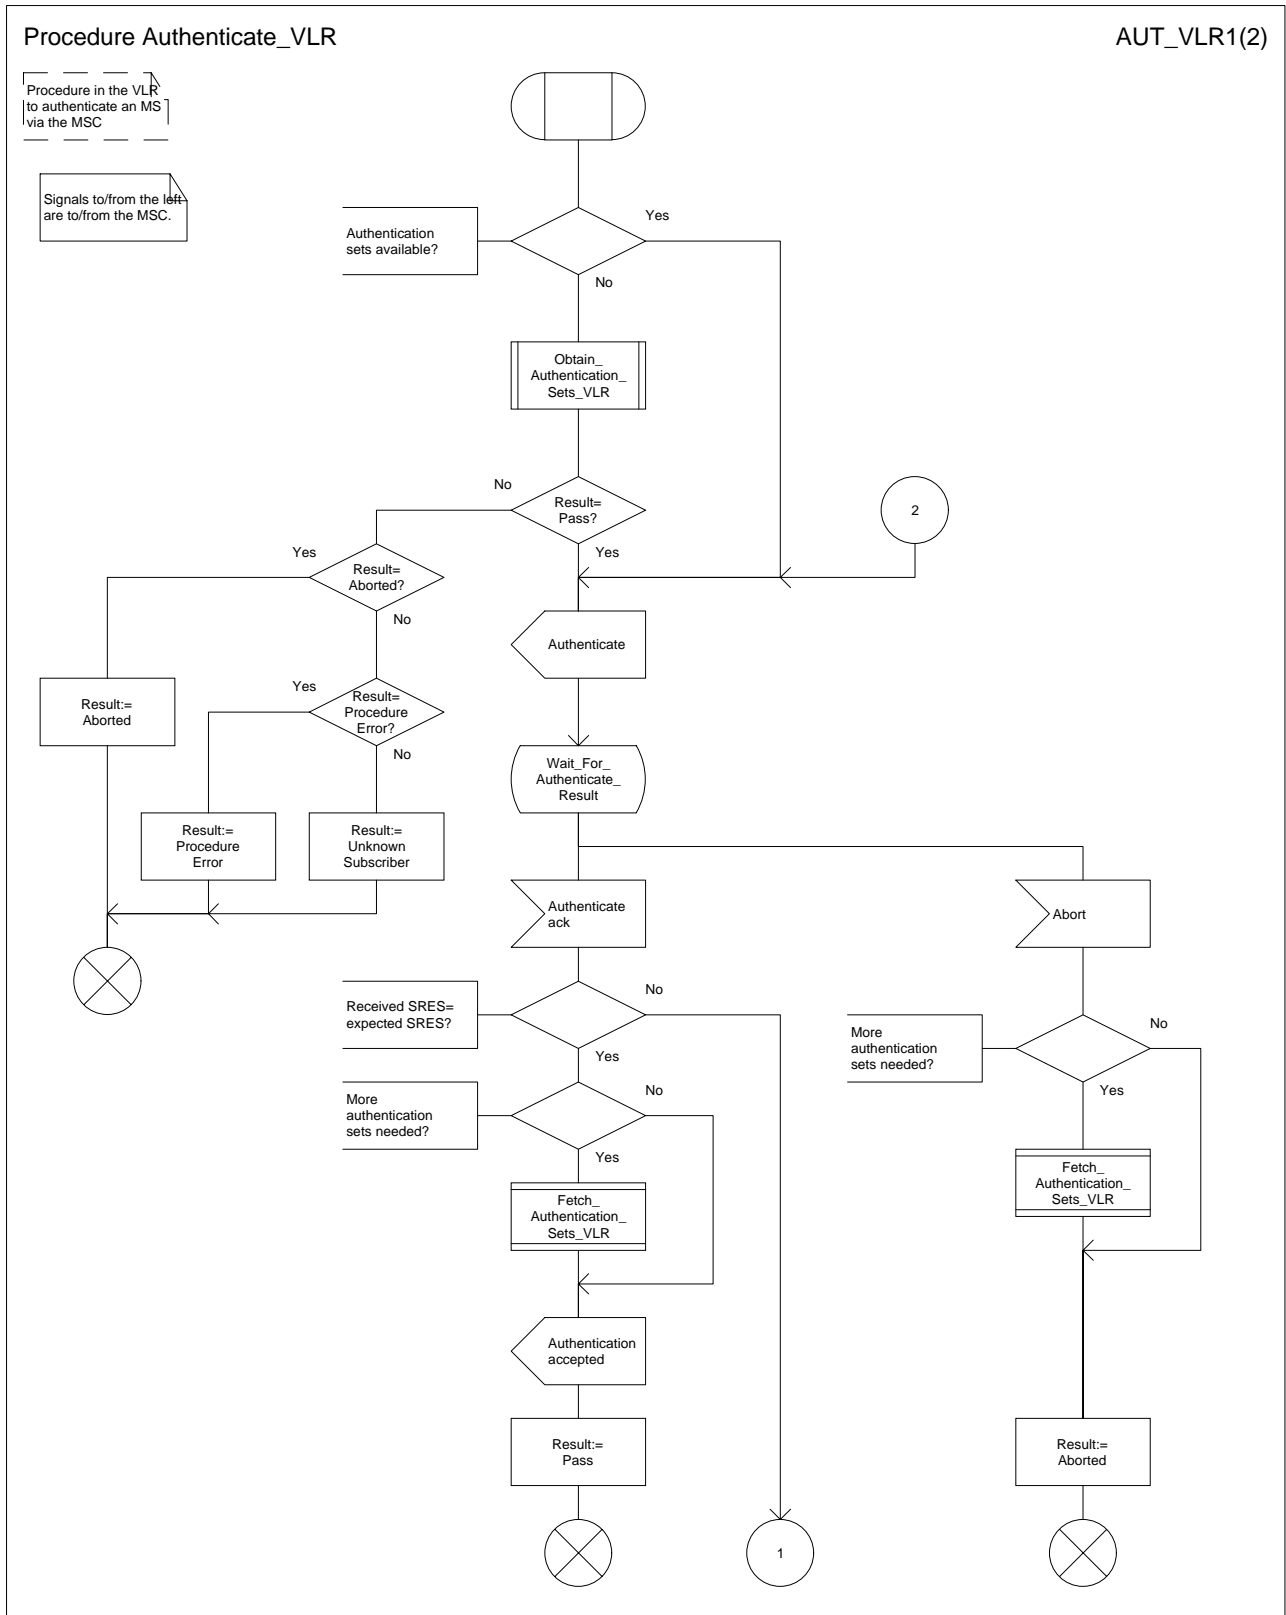 Procedure Authenticate_VLR
AUT_VLR1(2)
Procedure in the VLR
to authenticate an MS
via the MSC
Signals to/from the left
are to/from the MSC.
Authentication
sets available?
Yes
No
Obtain_
Authentication_
Sets_VLR
No
Result=
Pass?
Yes
2
Yes
Result=
Aborted?
No
Authenticate
Result:=
Aborted
Yes
Result=
Procedure
Error?
No
Wait_For_
Authenticate_
Result
Result:=
Procedure
Error
Result:=
Unknown
Subscriber
Authenticate
ack
Abort
Received SRES=
expected SRES?
No
Yes
More
authentication
sets needed?
No
Yes
More
authentication
sets needed?
No
Yes
Fetch_
Authentication_
Sets_VLR
Fetch_
Authentication_
Sets_VLR
Authentication
accepted
Result:=
Pass
Result:=
Aborted
1